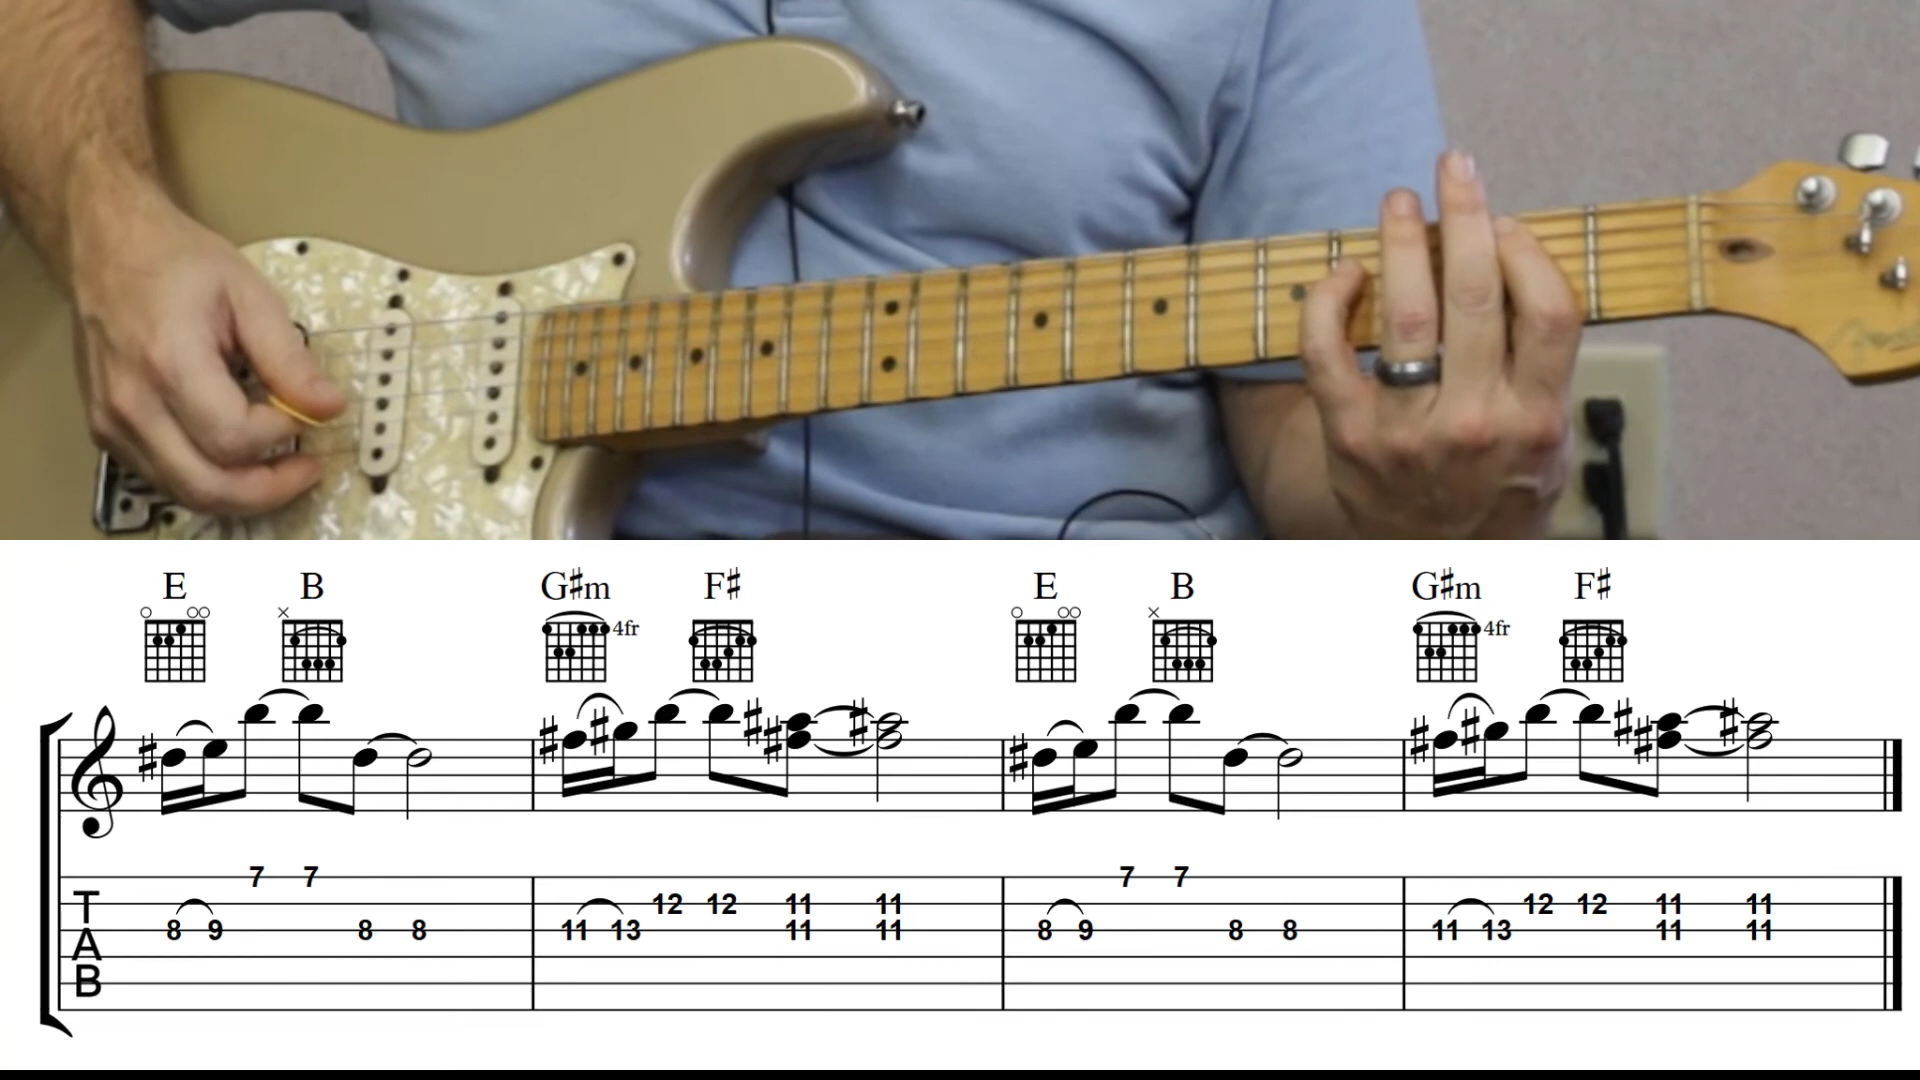 E B G♯m F♯ E B G♯m F♯
4fr 4fr
7 7 7 7
T 12 12 11 11 12 12 11 11
A 8 9 8 8 11 13 11 11 8 9 8 8 11 13 11 11
B